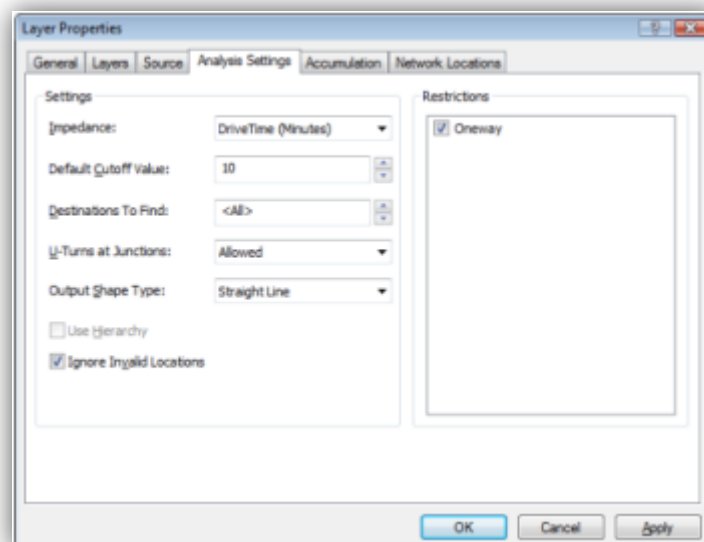 Layer Properties
General Layers Source Analysis Settings Accumulation Network Locations
Settings
Impedance: DriveTime (Minutes)
Default Cutoff Value: 10
Destinations To Find: <All>
U-Turns at Junctions: Allowed
Output Shape Type: Straight Line
Use Hierarchy
Ignore Invalid Locations
Restrictions
Oneway
OK Cancel Apply